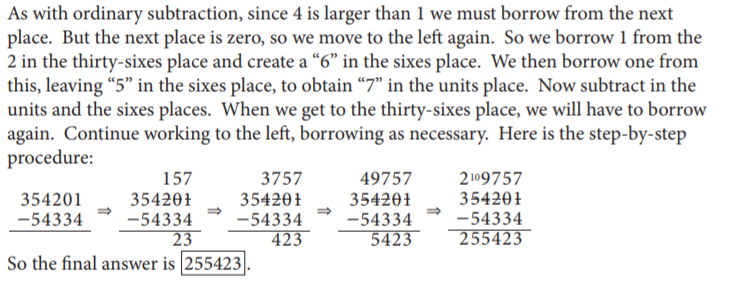 As with ordinary subtraction, since 4 is larger than 1 we must borrow from the next
place. But the next place is zero, so we move to the left again. So we borrow 1 from the
2 in the thirty-sixes place and create a “6” in the sixes place. We then borrow one from
this, leaving “5” in the sixes place, to obtain “7” in the units place. Now subtract in the
units and the sixes places. When we get to the thirty-sixes place, we will have to borrow
again. Continue working to the left, borrowing as necessary. Here is the step-by-step
procedure:
157 3757 49757 2¹⁰9757
354201 ⇒ 354201 ⇒ 354201 ⇒ 354201 ⇒ 354201
−54334 −54334 −54334 −54334 −54334
23 423 5423 255423
So the final answer is 255423.